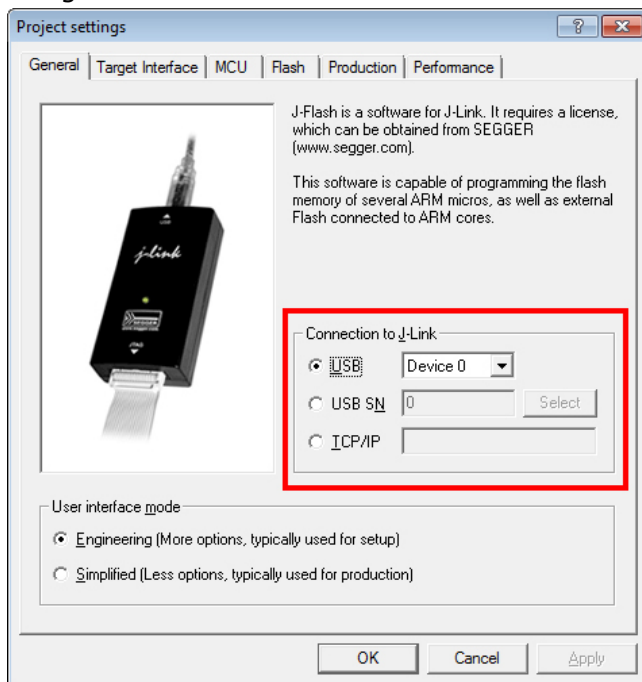 Project settings
General
Target Interface
MCU
Flash
Production
Performance
J-Flash is a software for J-Link. It requires a license,
which can be obtained from SEGGER
(www.segger.com).
This software is capable of programming the flash
memory of several ARM micros, as well as external
Flash connected to ARM cores.
USB
j-link
SEGGER
JTAG
Connection to J-Link
USB Device 0
USB SN 0 Select
TCP/IP
User interface mode
Engineering (More options, typically used for setup)
Simplified (Less options, typically used for production)
OK Cancel Apply